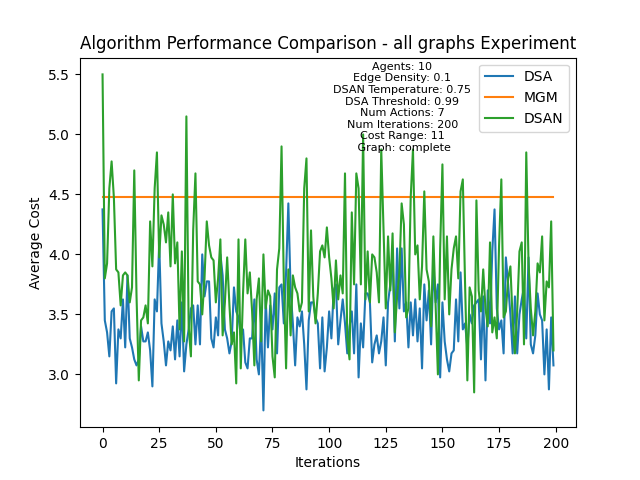 Algorithm Performance Comparison - all graphs Experiment
Agents: 10
Edge Density: 0.1
DSAN Temperature: 0.75
DSA Threshold: 0.99
Num Actions: 7
Num Iterations: 200
Cost Range: 11
Graph: complete
DSA
MGM
DSAN
Average Cost
5.5
5.0
4.5
4.0
3.5
3.0
0
25
50
75
100
125
150
175
200
Iterations